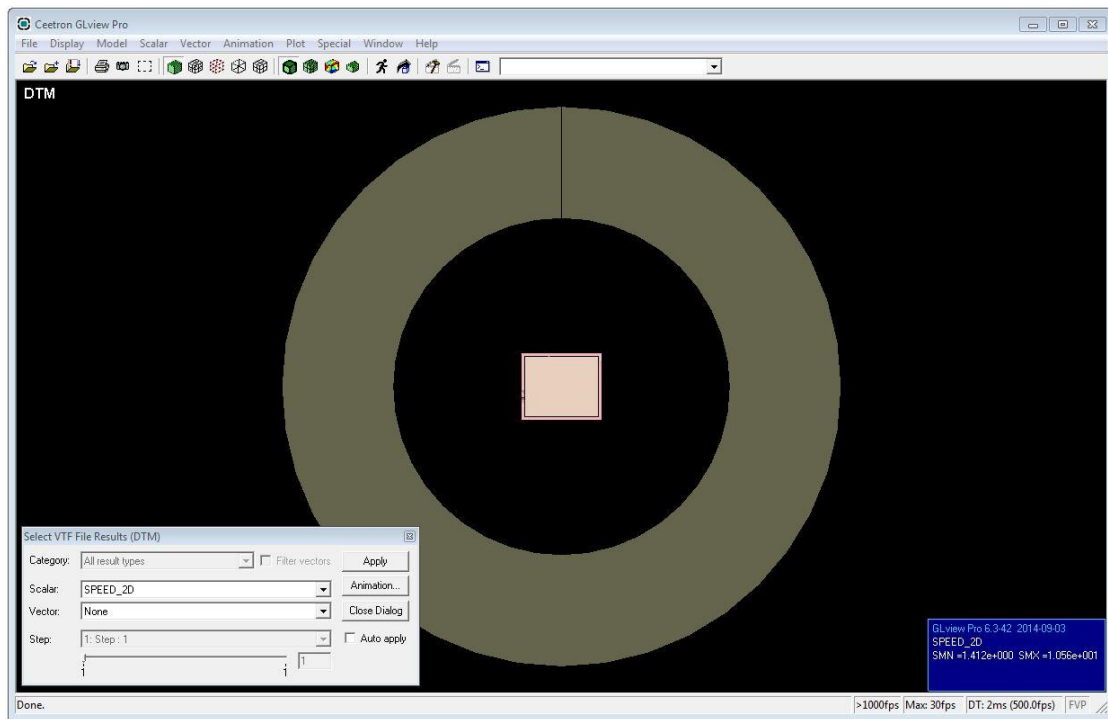 Ceetron GLview Pro
File Display Model Scalar Vector Animation Plot Special Window Help
DTM
Select VTF File Results (DTM)
Category: All result types Filter vectors Apply
Scalar: SPEED_2D Animation...
Vector: None Close Dialog
Step: 1: Step : 1 Auto apply
1
1 1
GLview Pro 6.3-42 2014-09-03
SPEED_2D
SMN =1.412e+000 SMX =1.056e+001
Done. >1000fps Max: 30fps DT: 2ms (500.0fps) FVP